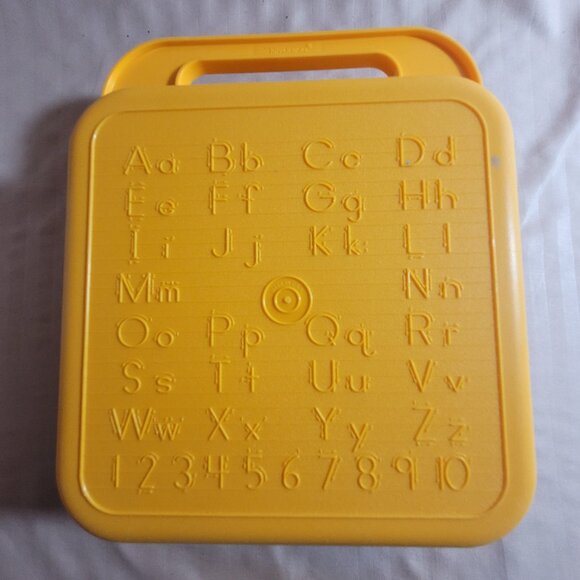 Aa Bb Cc Dd
Ee Ff Gg Hh
Ii Jj Kk Ll
Mm Nn
Oo Pp Qq Rr
Ss Tt Uu Vv
Ww Xx Yy Zz
1 2 3 4 5 6 7 8 9 10